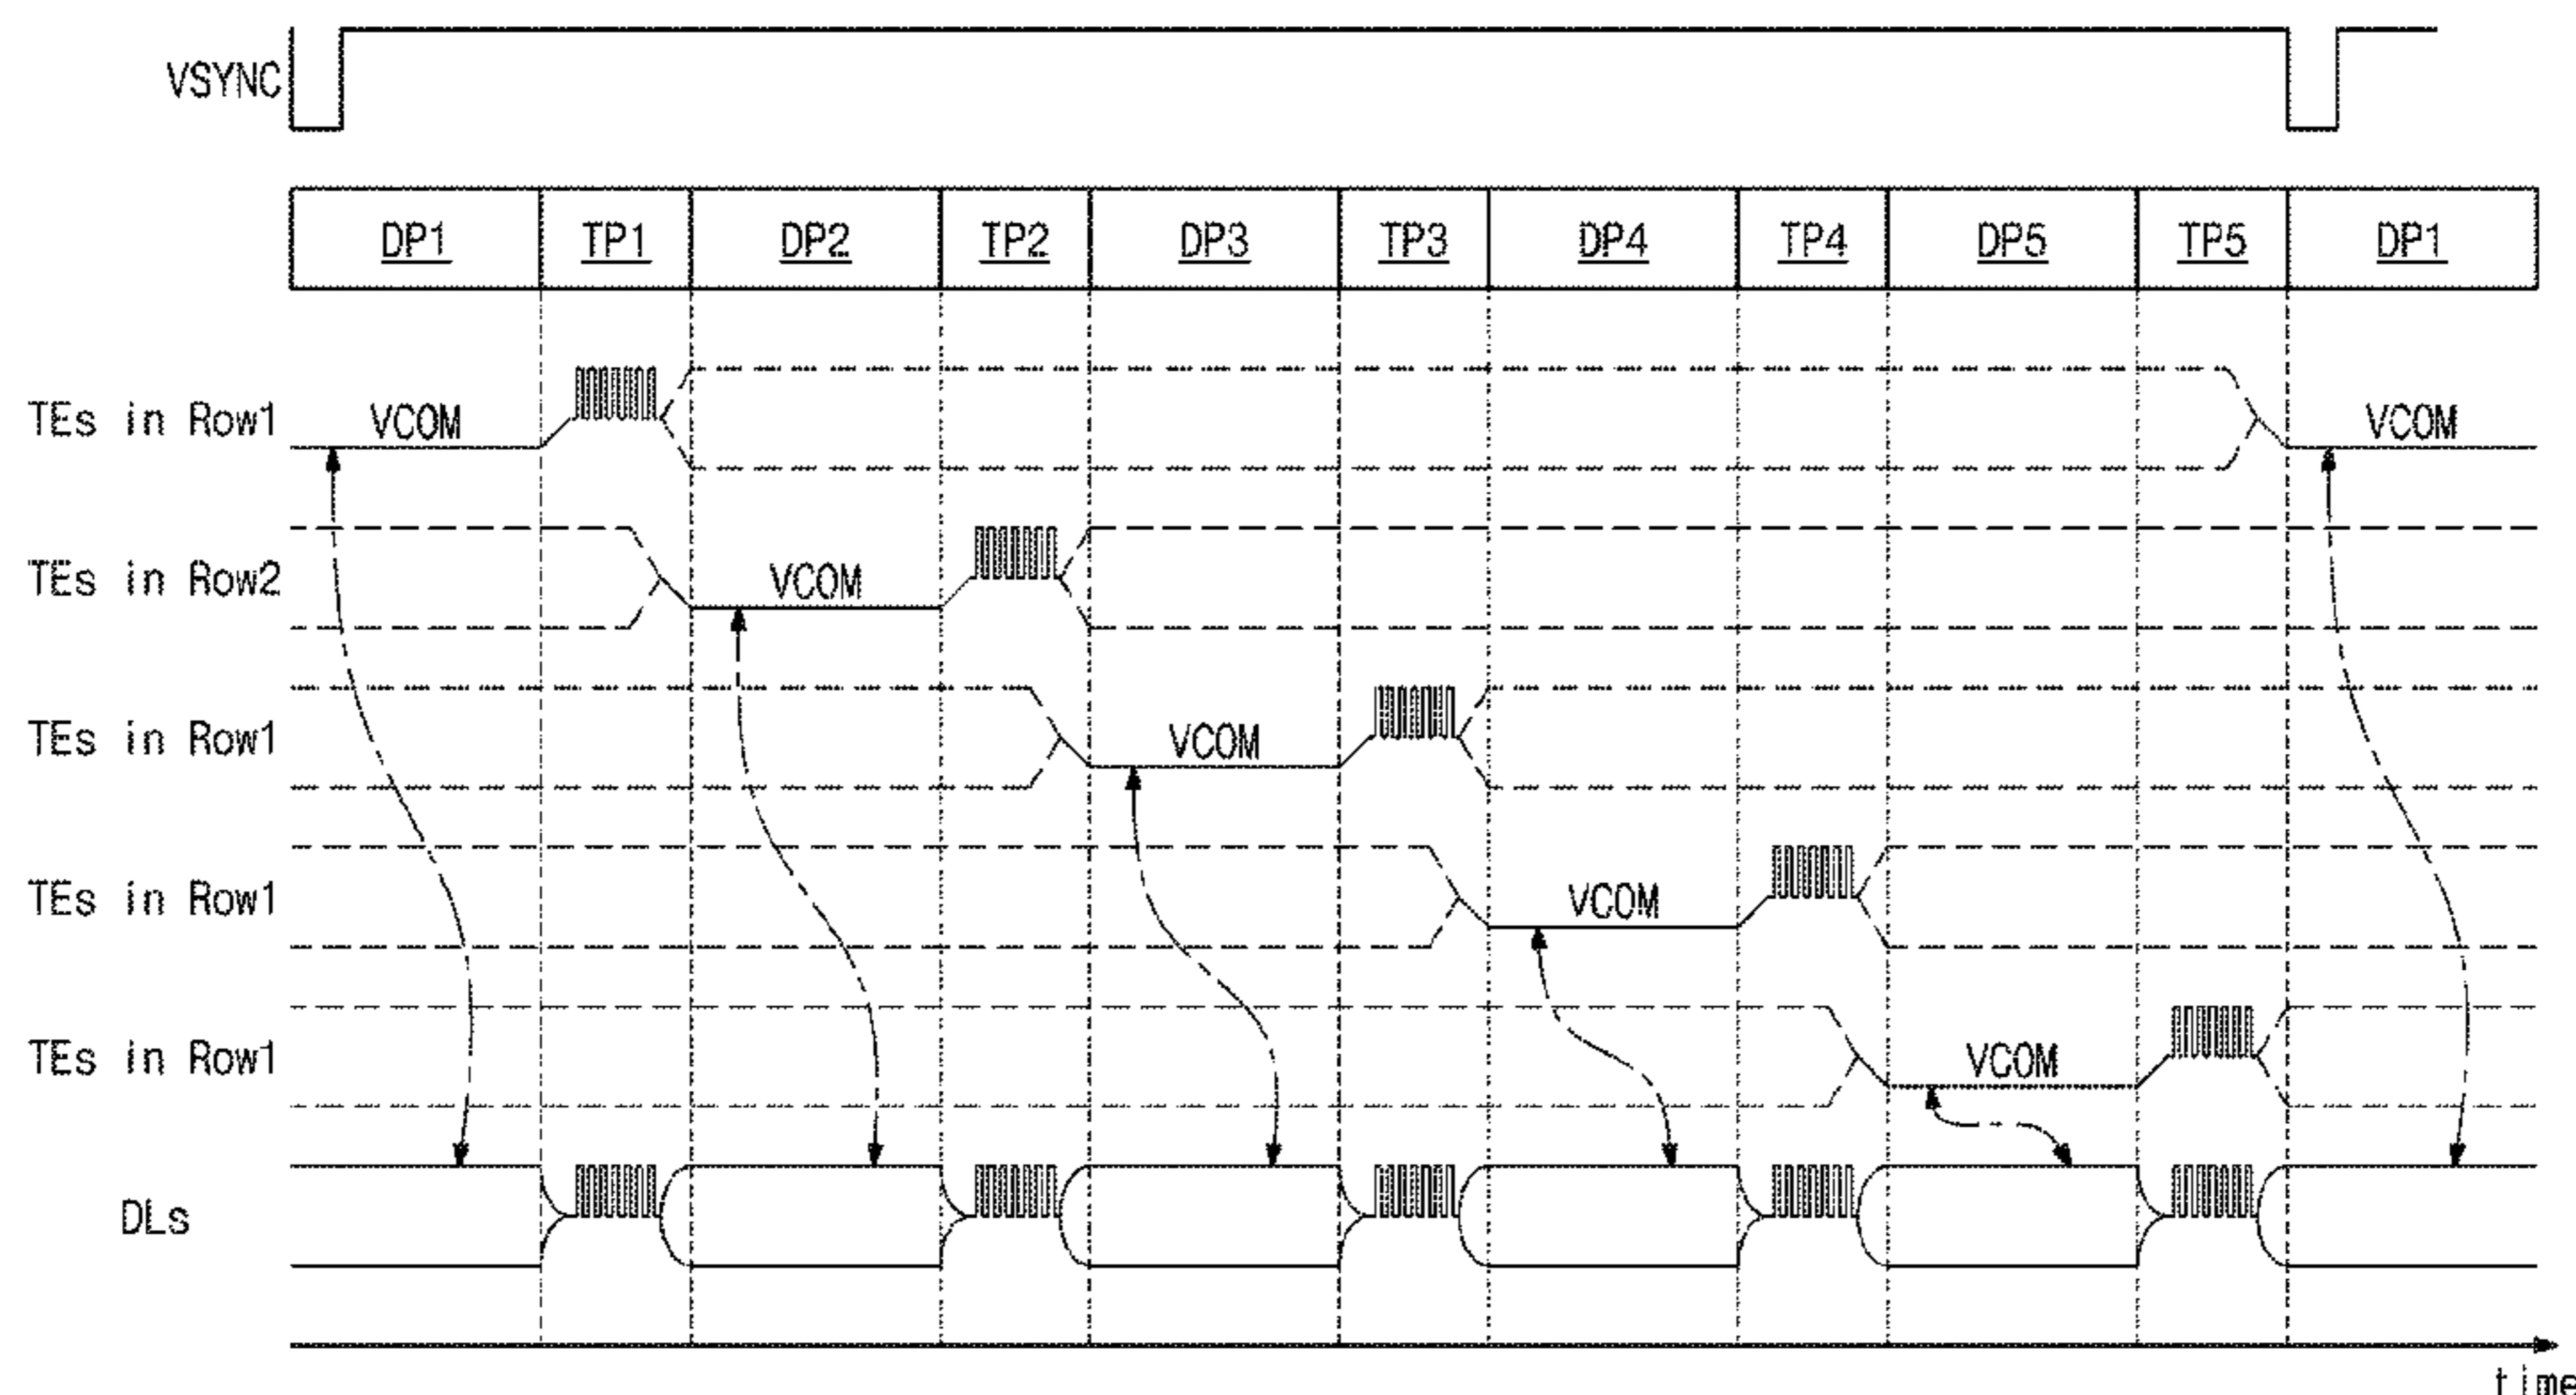 VSYNC
DP1 TP1 DP2 TP2 DP3 TP3 DP4 TP4 DP5 TP5 DP1
TEs in Row1 VCOM VCOM
TEs in Row2 VCOM
TEs in Row1 VCOM
TEs in Row1 VCOM
TEs in Row1 VCOM
DLs
time